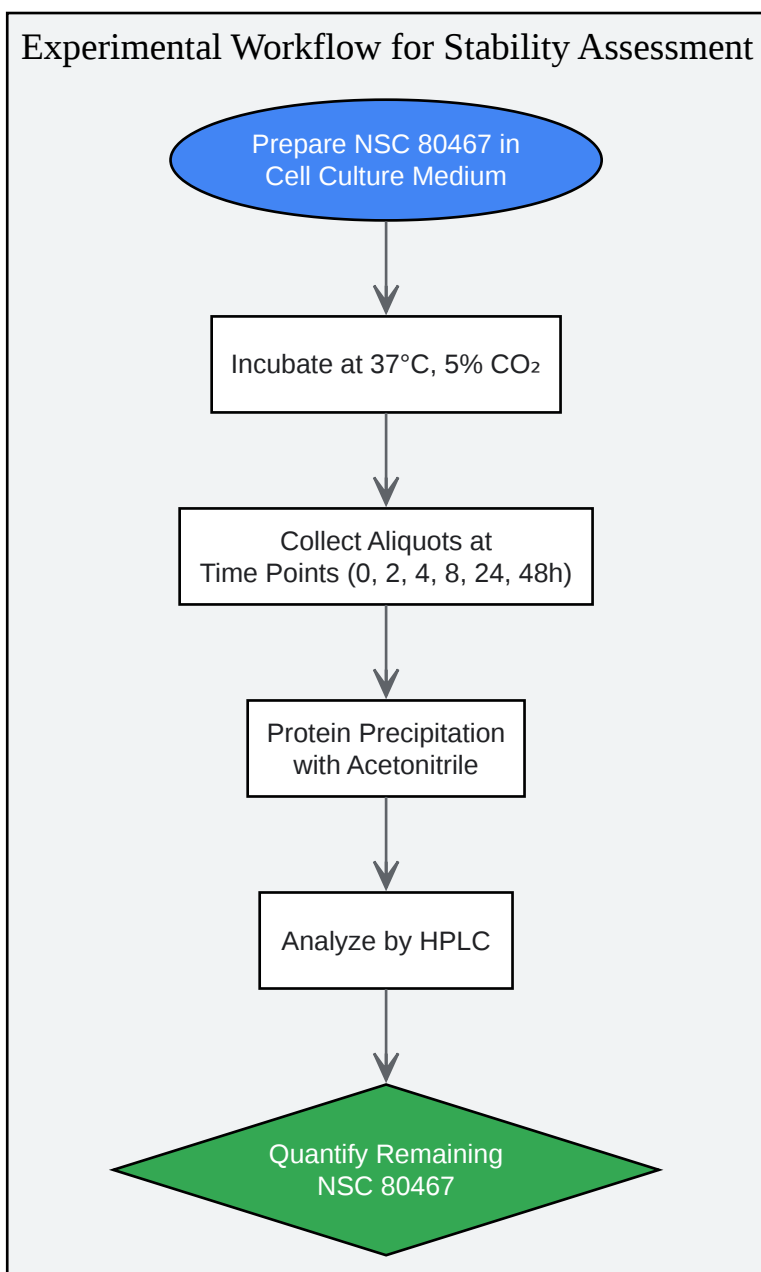 Experimental Workflow for Stability Assessment
Prepare NSC 80467 in
Cell Culture Medium
Incubate at 37°C, 5% CO₂
Collect Aliquots at
Time Points (0, 2, 4, 8, 24, 48h)
Protein Precipitation
with Acetonitrile
Analyze by HPLC
Quantify Remaining
NSC 80467